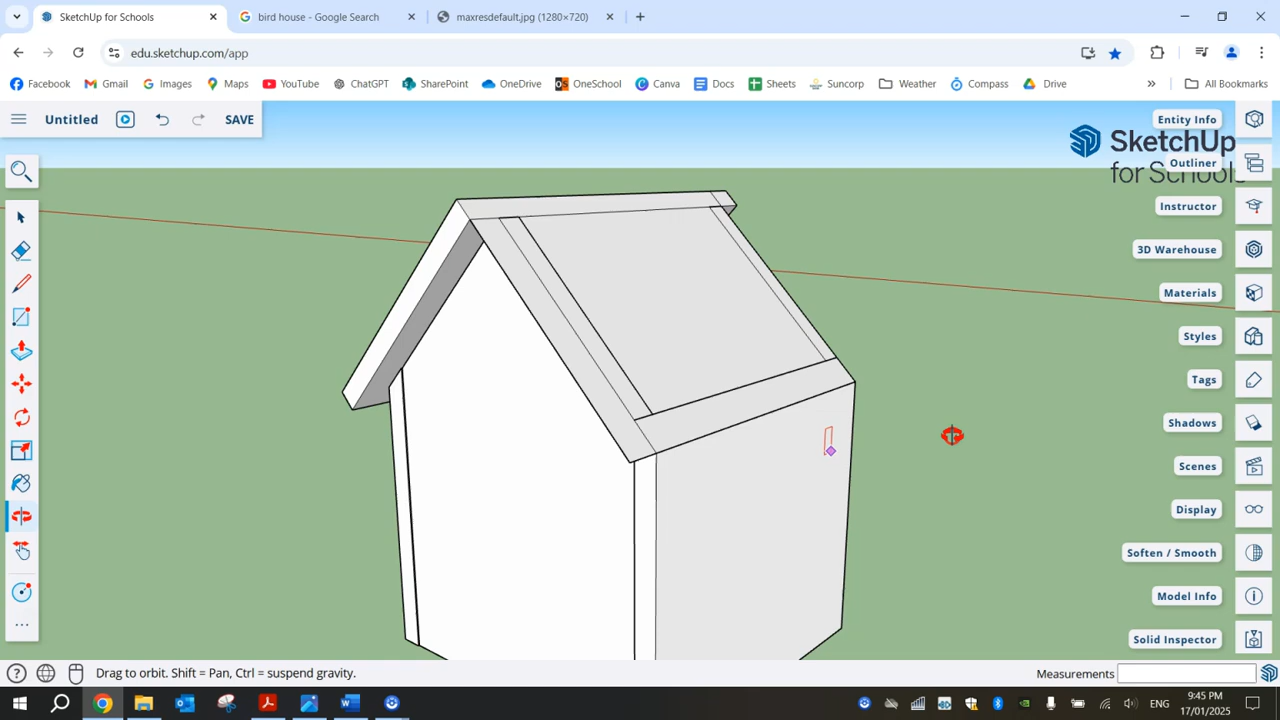 SketchUp for Schools
bird house - Google Search
maxresdefault.jpg (1280×720)
edu.sketchup.com/app
Facebook
Gmail
Images
Maps
YouTube
ChatGPT
SharePoint
OneDrive
OneSchool
Canva
Docs
Sheets
Suncorp
Weather
Compass
Drive
All Bookmarks
Untitled
SAVE
SketchUp
for Schools
Entity Info
Outliner
Instructor
3D Warehouse
Materials
Styles
Tags
Shadows
Scenes
Display
Soften / Smooth
Model Info
Solid Inspector
Drag to orbit. Shift = Pan, Ctrl = suspend gravity.
Measurements
ENG
9:45 PM
17/01/2025